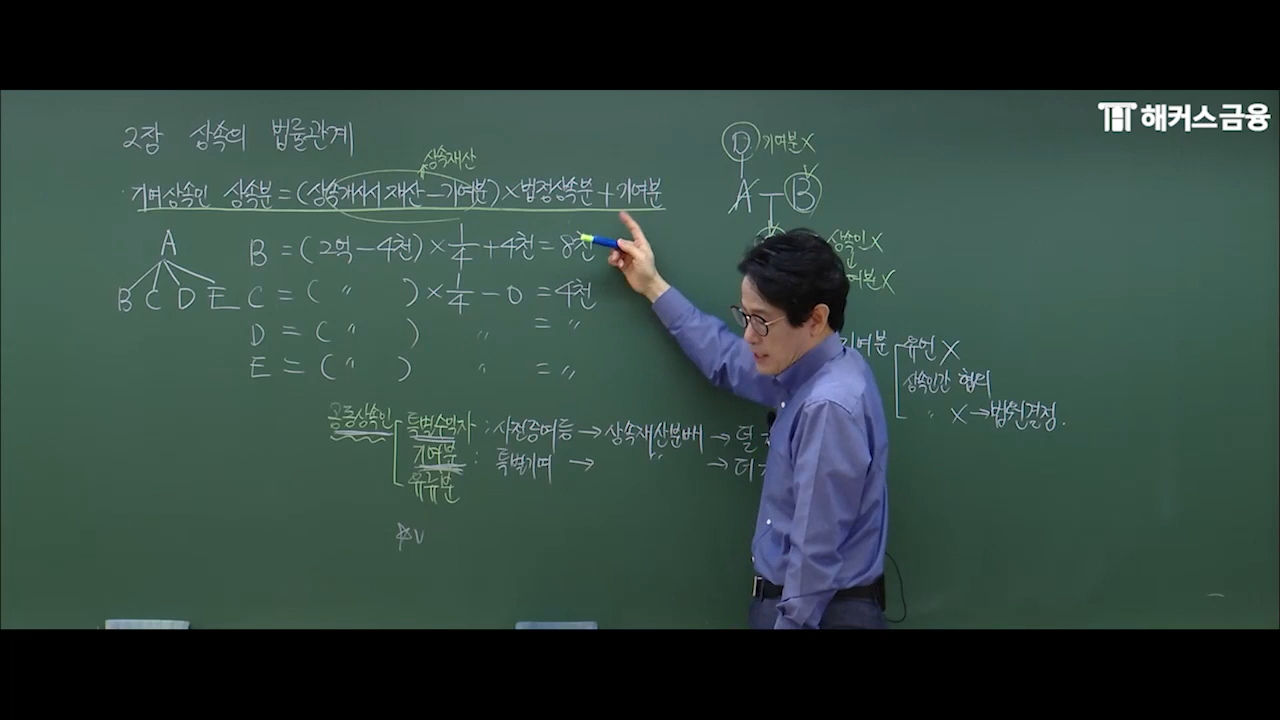 해커스금융
2장 상속의 법률관계
상속재산
기여상속인 상속분=(상속개시시 재산-기여분)×법정상속분+기여분
A
B C D E
B = (2억-4천)×1/4+4천=8천
C = ( 〃 )×1/4-0=4천
D = ( 〃 ) 〃 = 〃
E = ( 〃 ) 〃 = 〃
공동상속인
특별수익자 : 사전증여등 → 상속재산분배 → 덜
기여분 : 특별기여 → 〃 → 더
유류분
☆V
D 기여분 X
A B
상속인 X
X
기여분
유언 X
상속인간 협의
〃 X → 법원결정.